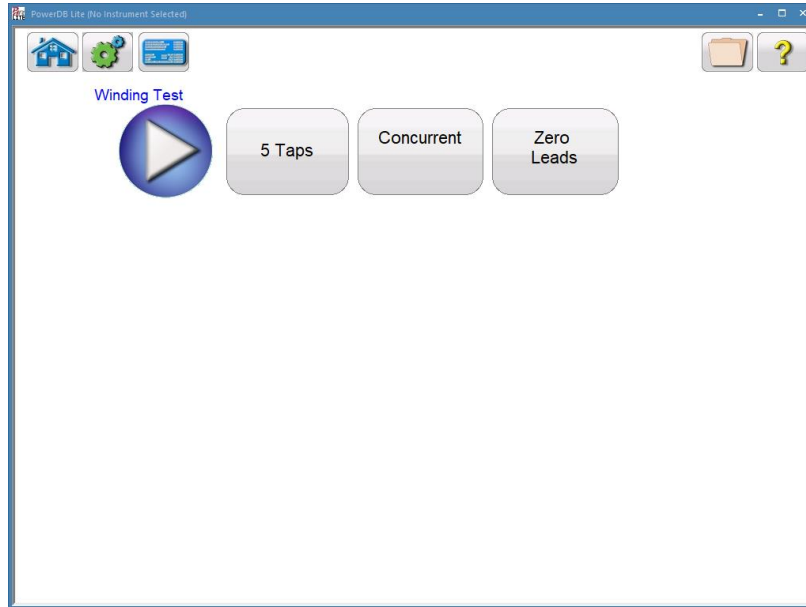 PowerDB Lite (No Instrument Selected)
?
Winding Test
5 Taps
Concurrent
Zero
Leads